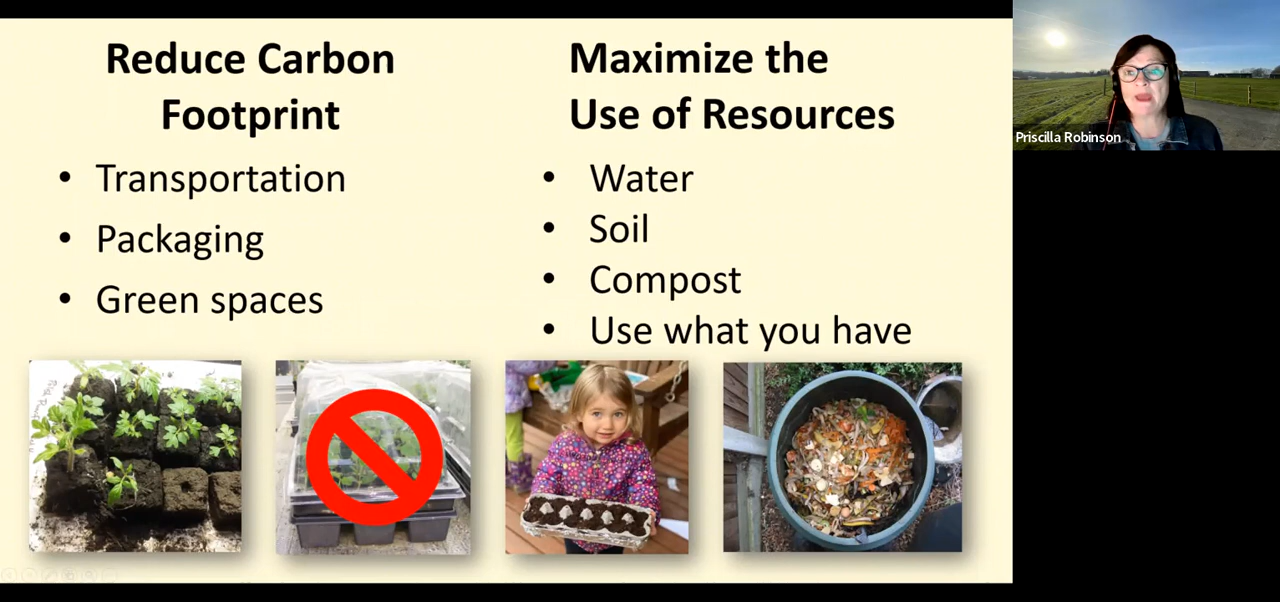 Reduce Carbon
Footprint
• Transportation
• Packaging
• Green spaces
Maximize the
Use of Resources
• Water
• Soil
• Compost
• Use what you have
Priscilla Robinson